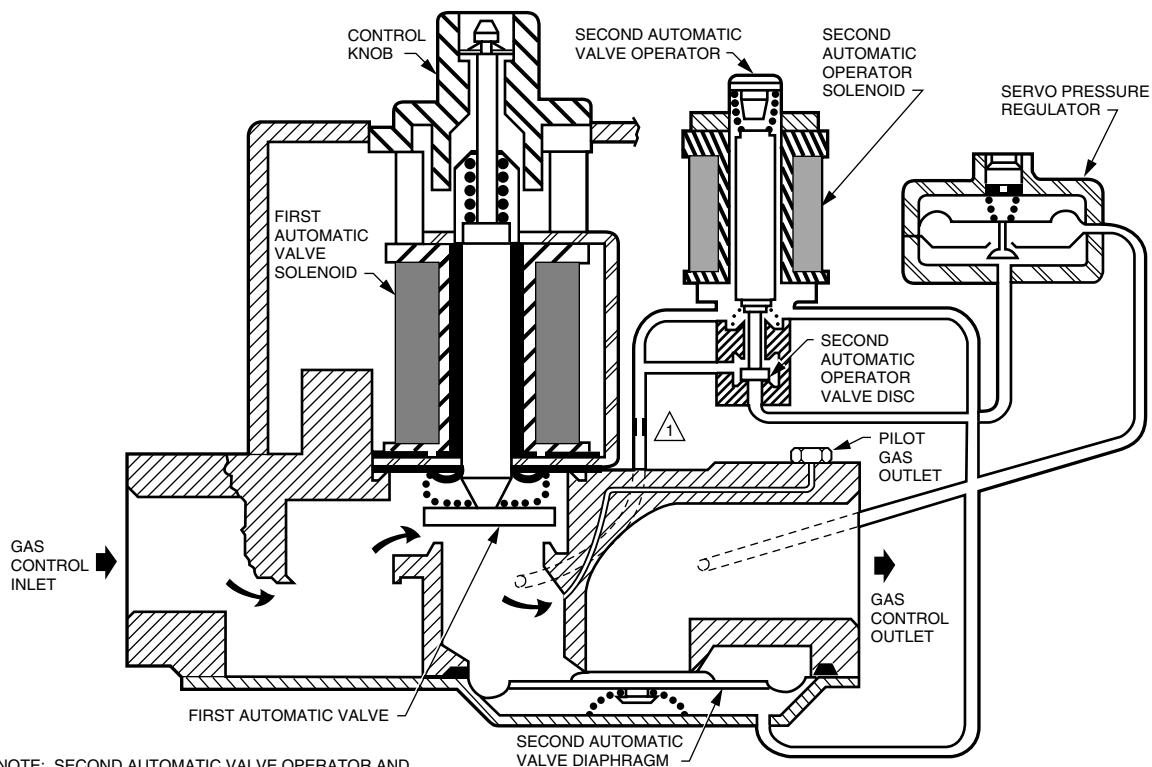 CONTROL
KNOB
SECOND AUTOMATIC
VALVE OPERATOR
SECOND
AUTOMATIC
OPERATOR
SOLENOID
SERVO PRESSURE
REGULATOR
FIRST
AUTOMATIC
VALVE
SOLENOID
SECOND
AUTOMATIC
OPERATOR
VALVE DISC
1
PILOT
GAS
OUTLET
GAS
CONTROL
INLET
GAS
CONTROL
OUTLET
FIRST AUTOMATIC VALVE
SECOND AUTOMATIC
VALVE DIAPHRAGM
NOTE: SECOND AUTOMATIC VALVE OPERATOR AND